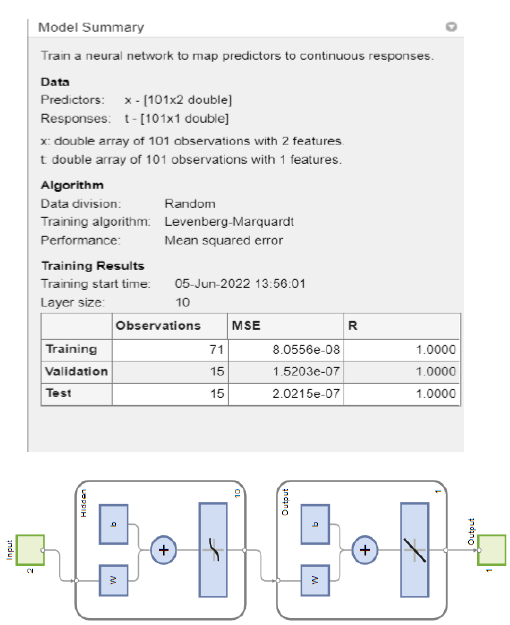 Model Summary
Train a neural network to map predictors to continuous responses.
Data
Predictors: x - [101x2 double]
Responses: t - [101x1 double]
x: double array of 101 observations with 2 features.
t: double array of 101 observations with 1 features.
Algorithm
Data division: Random
Training algorithm: Levenberg-Marquardt
Performance: Mean squared error
Training Results
Training start time: 05-Jun-2022 13:56:01
Layer size: 10
Observations MSE R
Training 71 8.0556e-08 1.0000
Validation 15 1.5203e-07 1.0000
Test 15 2.0215e-07 1.0000
Input
2
Hidden
W
b
+
10
Output
W
b
+
1
Output
1